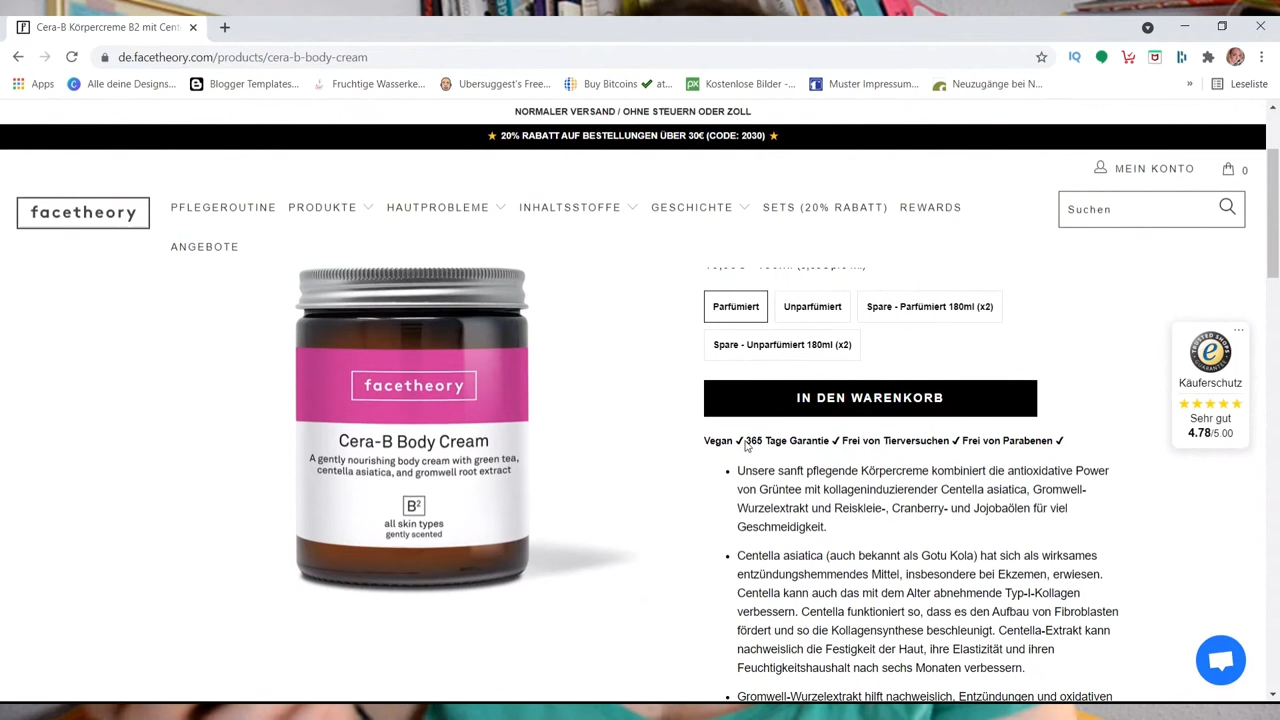 Cera-B Körpercreme B2 mit Cent
de.facetheory.com/products/cera-b-body-cream
Apps
Alle deine Designs...
Blogger Templates...
Fruchtige Wasserke...
Ubersuggest's Free...
Buy Bitcoins ✔ at...
Kostenlose Bilder -...
Muster Impressum...
Neuzugänge bei N...
»
Leseliste
NORMALER VERSAND / OHNE STEUERN ODER ZOLL
★ 20% RABATT AUF BESTELLUNGEN ÜBER 30€ (CODE: 2030) ★
MEIN KONTO 0
facetheory
PFLEGEROUTINE PRODUKTE HAUTPROBLEME INHALTSSTOFFE GESCHICHTE SETS (20% RABATT) REWARDS
ANGEBOTE
Suchen
facetheory
Cera-B Body Cream
A gently nourishing body cream with green tea,
centella asiatica, and gromwell root extract
B²
all skin types
gently scented
Parfümiert Unparfümiert Spare - Parfümiert 180ml (x2)
Spare - Unparfümiert 180ml (x2)
IN DEN WARENKORB
Vegan ✓ 365 Tage Garantie ✓ Frei von Tierversuchen ✓ Frei von Parabenen ✓
• Unsere sanft pflegende Körpercreme kombiniert die antioxidative Power
von Grüntee mit kollageninduzierender Centella asiatica, Gromwell-
Wurzelextrakt und Reiskleie-, Cranberry- und Jojobaölen für viel
Geschmeidigkeit.
• Centella asiatica (auch bekannt als Gotu Kola) hat sich als wirksames
entzündungshemmendes Mittel, insbesondere bei Ekzemen, erwiesen.
Centella kann auch das mit dem Alter abnehmende Typ-I-Kollagen
verbessern. Centella funktioniert so, dass es den Aufbau von Fibroblasten
fördert und so die Kollagensynthese beschleunigt. Centella-Extrakt kann
nachweislich die Festigkeit der Haut, ihre Elastizität und ihren
Feuchtigkeitshaushalt nach sechs Monaten verbessern.
• Gromwell-Wurzelextrakt hilft nachweislich, Entzündungen und oxidativen
TRUSTED SHOPS
GUARANTEE
e
Käuferschutz
★★★★★
Sehr gut
4.78/5.00